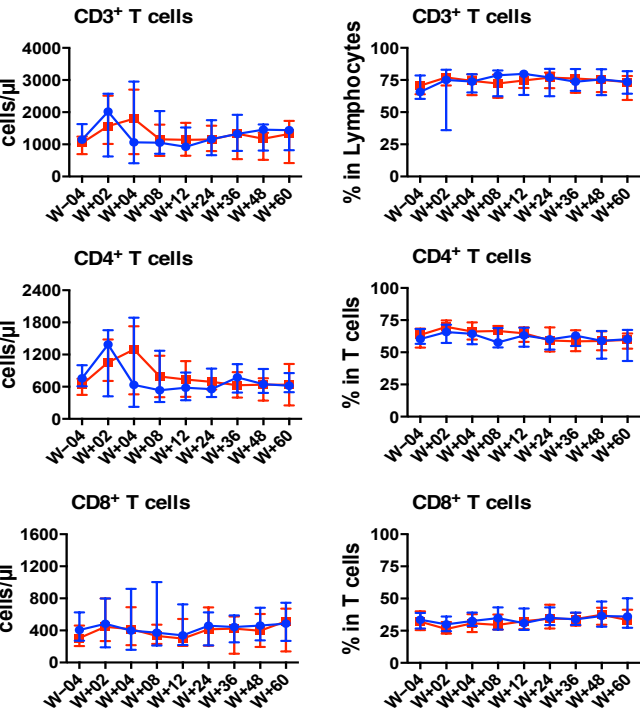 CD3⁺ T cells
cells/µl
4000
3000
2000
1000
0
W−04 W+02 W+04 W+08 W+12 W+24 W+36 W+48 W+60
CD3⁺ T cells
% in Lymphocytes
100
75
50
25
0
W−04 W+02 W+04 W+08 W+12 W+24 W+36 W+48 W+60
CD4⁺ T cells
cells/µl
2400
1800
1200
600
0
W−04 W+02 W+04 W+08 W+12 W+24 W+36 W+48 W+60
CD4⁺ T cells
% in T cells
100
75
50
25
0
W−04 W+02 W+04 W+08 W+12 W+24 W+36 W+48 W+60
CD8⁺ T cells
cells/µl
1600
1200
800
400
0
W−04 W+02 W+04 W+08 W+12 W+24 W+36 W+48 W+60
CD8⁺ T cells
% in T cells
100
75
50
25
0
W−04 W+02 W+04 W+08 W+12 W+24 W+36 W+48 W+60